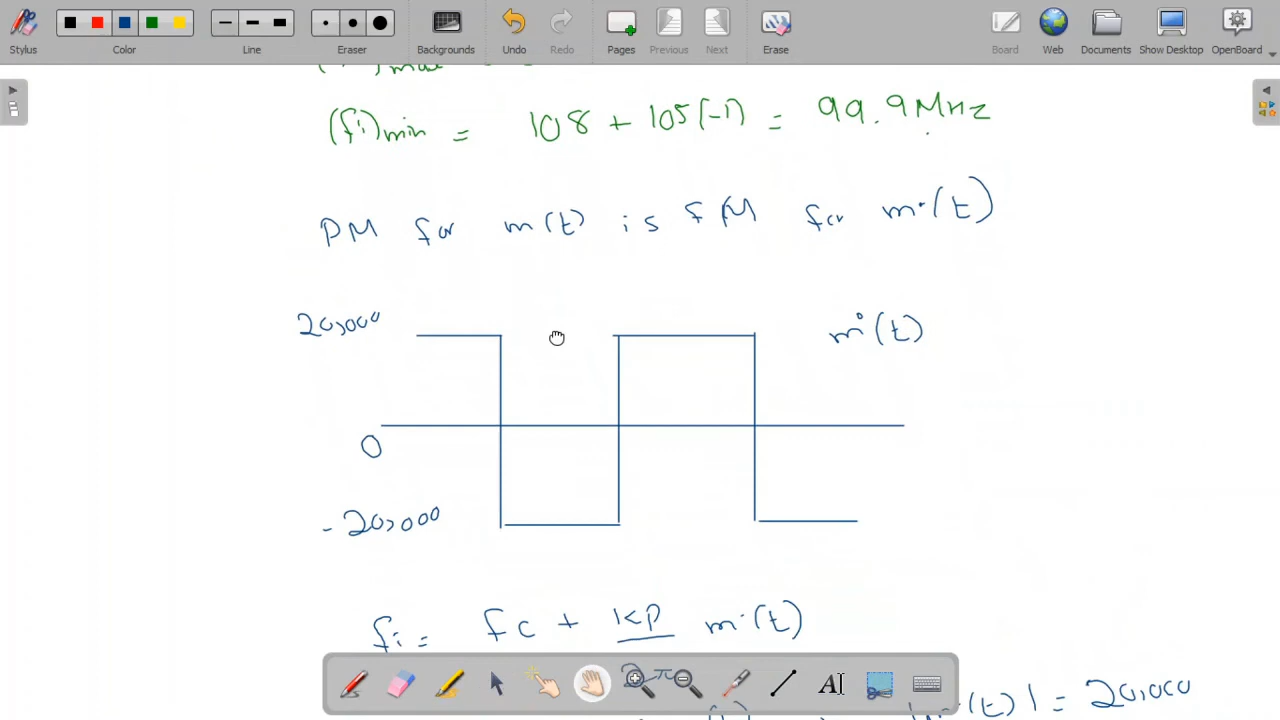 Stylus Color Line Eraser Backgrounds Undo Redo Pages Previous Next Erase Board Web Documents Show Desktop OpenBoard
(fi)min = 108 + 105(-1) = 99.9MHz
PM for m(t) is FM for m·(t)
20,000
m°(t)
0
-20,000
fi = fc + kp m·(t)
2π
(t)| = 20,000